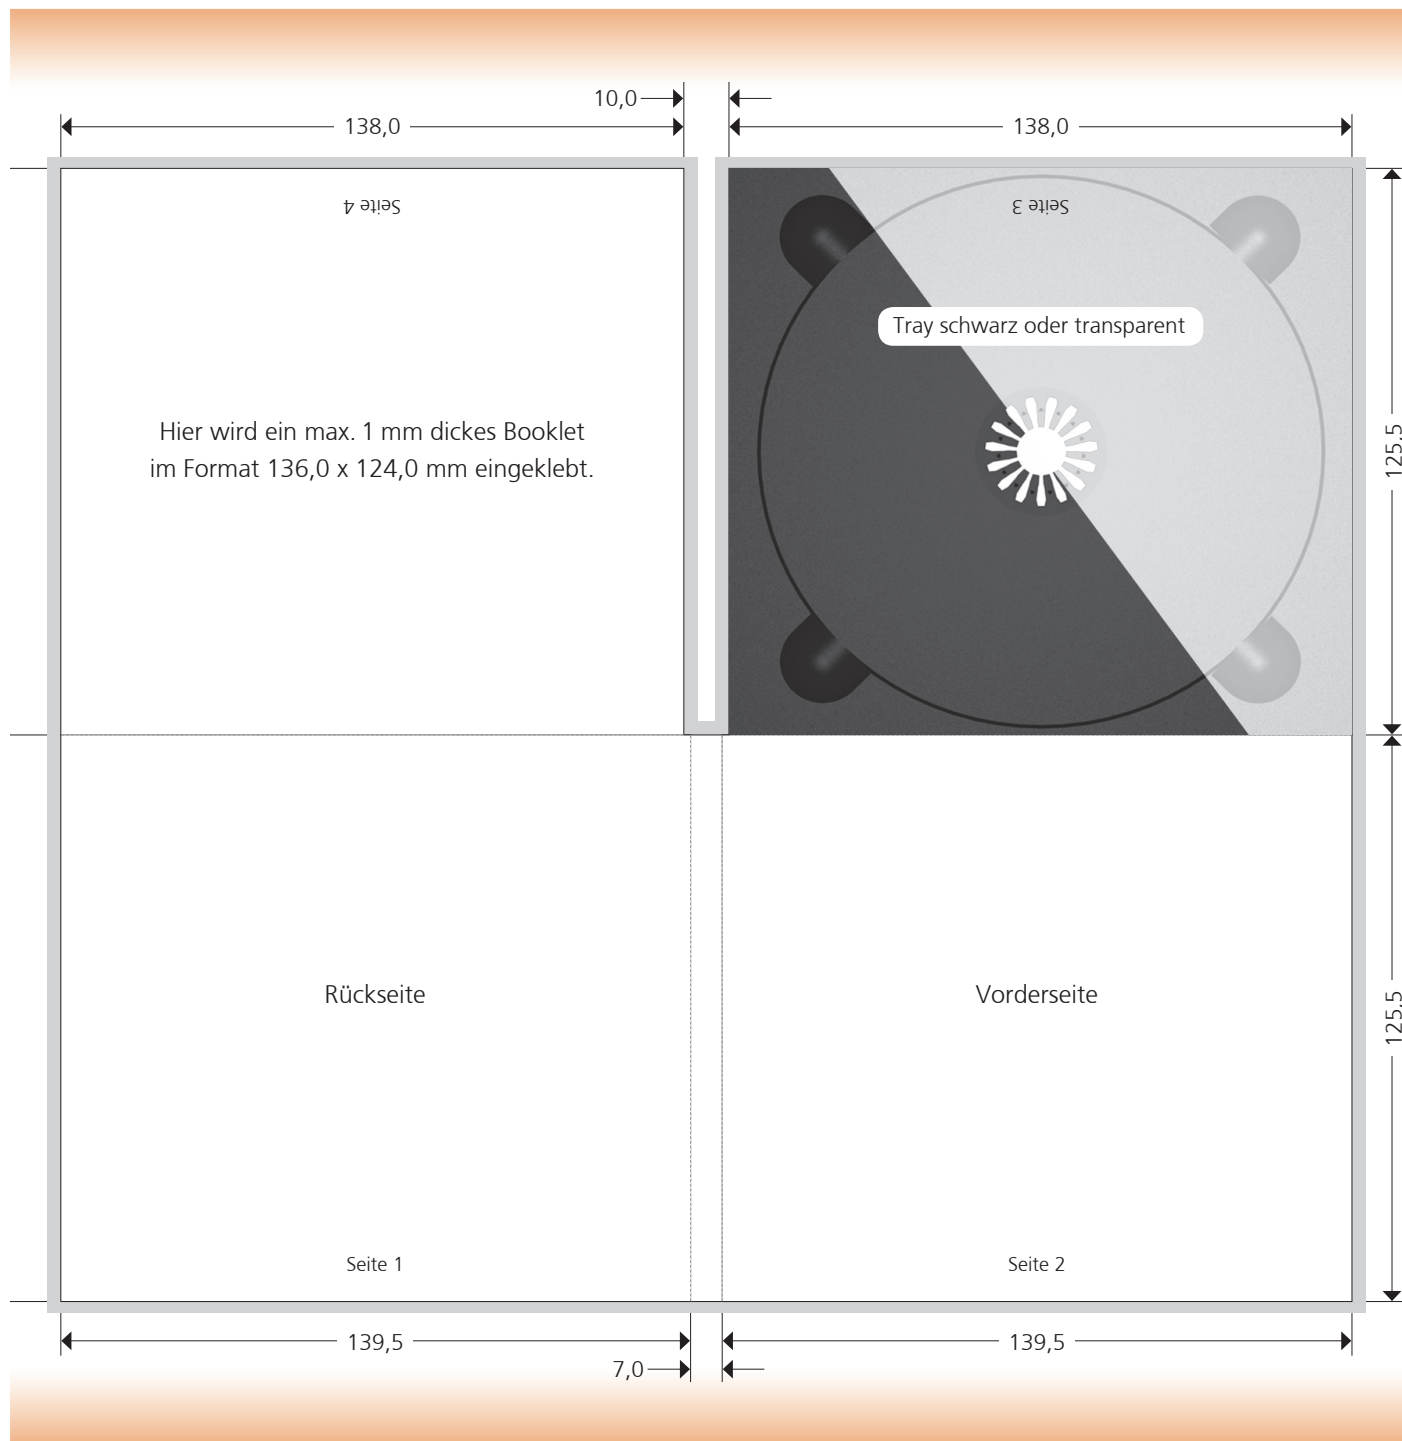 10,0
138,0
138,0
Seite 4
Seite 3
Tray schwarz oder transparent
Hier wird ein max. 1 mm dickes Booklet
im Format 136,0 x 124,0 mm eingeklebt.
125,5
Rückseite
Vorderseite
125,5
Seite 1
Seite 2
139,5
139,5
7,0